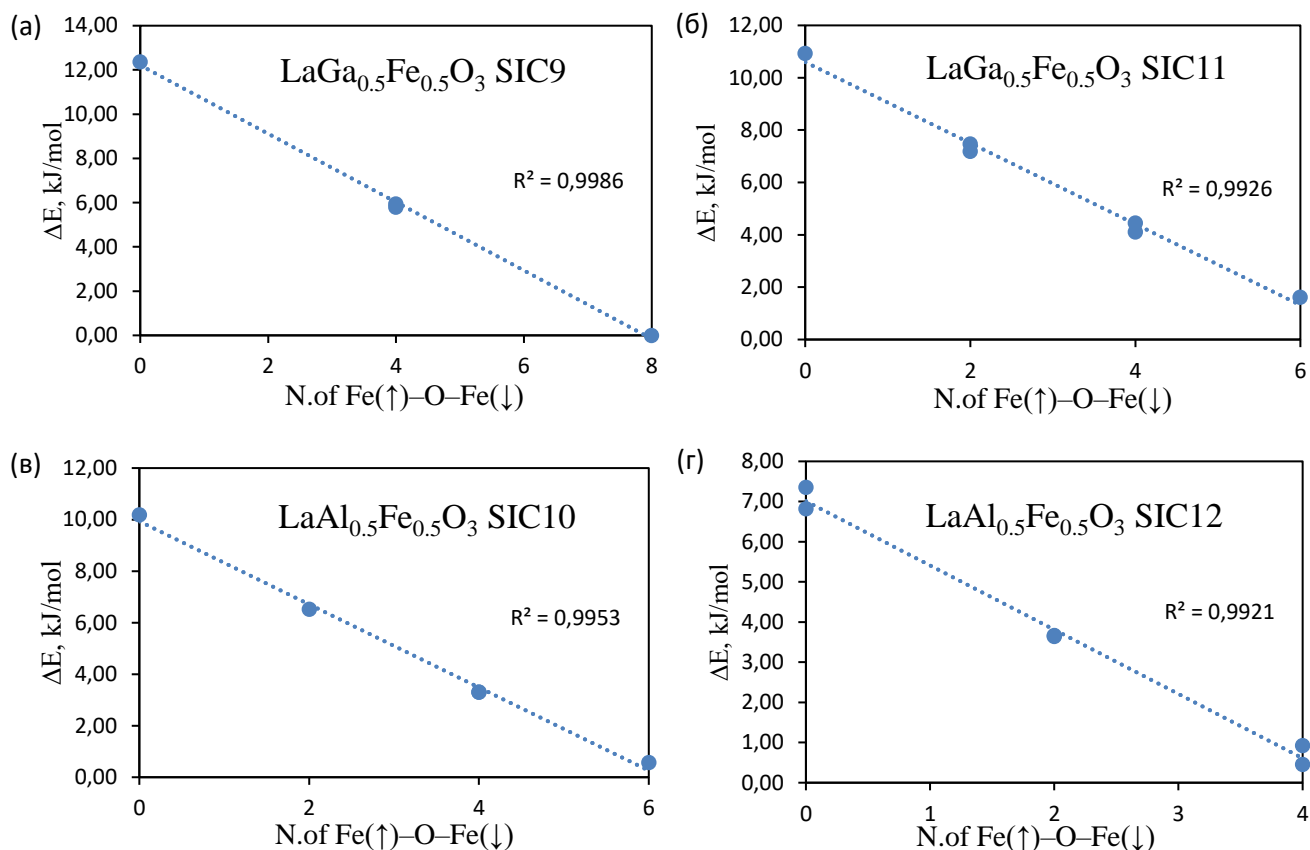 (а)
LaGa0.5Fe0.5O3 SIC9
ΔE, kJ/mol
14,00
12,00
10,00
8,00
6,00
4,00
2,00
0,00
R² = 0,9986
0 2 4 6 8
N.of Fe(↑)–O–Fe(↓)
(б)
LaGa0.5Fe0.5O3 SIC11
ΔE, kJ/mol
12,00
10,00
8,00
6,00
4,00
2,00
0,00
R² = 0,9926
0 2 4 6
N.of Fe(↑)–O–Fe(↓)
(в)
LaAl0.5Fe0.5O3 SIC10
ΔE, kJ/mol
12,00
10,00
8,00
6,00
4,00
2,00
0,00
R² = 0,9953
0 2 4 6
N.of Fe(↑)–O–Fe(↓)
(г)
LaAl0.5Fe0.5O3 SIC12
ΔE, kJ/mol
8,00
7,00
6,00
5,00
4,00
3,00
2,00
1,00
0,00
R² = 0,9921
0 1 2 3 4
N.of Fe(↑)–O–Fe(↓)